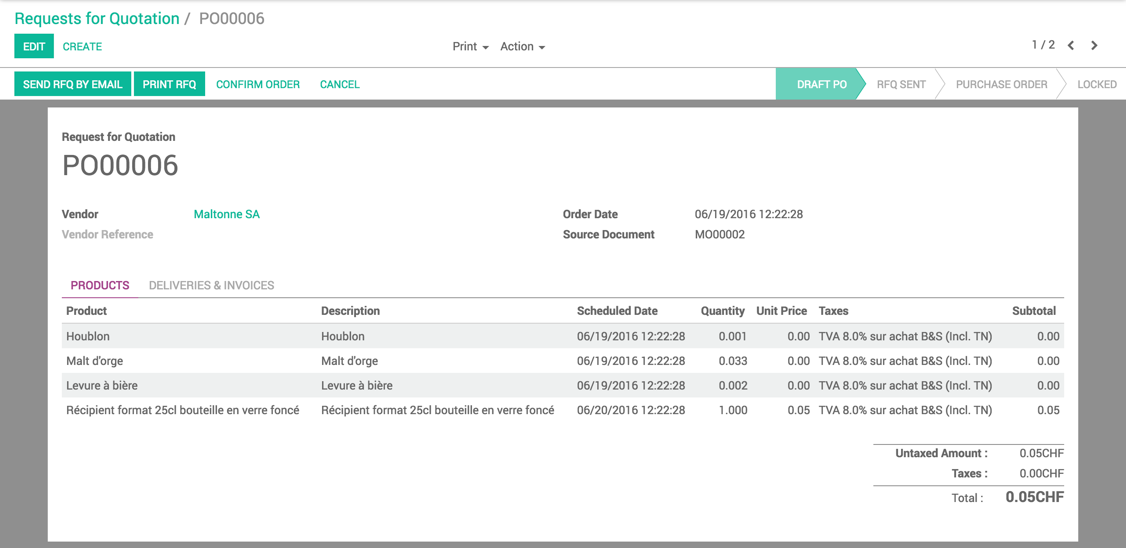 Requests for Quotation / PO00006
EDIT CREATE Print Action 1 / 2
SEND RFQ BY EMAIL PRINT RFQ CONFIRM ORDER CANCEL DRAFT PO RFQ SENT PURCHASE ORDER LOCKED
Request for Quotation
PO00006
Vendor Maltonne SA Order Date 06/19/2016 12:22:28
Vendor Reference Source Document MO00002
PRODUCTS DELIVERIES & INVOICES
Product Description Scheduled Date Quantity Unit Price Taxes Subtotal
Houblon Houblon 06/19/2016 12:22:28 0.001 0.00 TVA 8.0% sur achat B&S (Incl. TN) 0.00
Malt d'orge Malt d'orge 06/19/2016 12:22:28 0.033 0.00 TVA 8.0% sur achat B&S (Incl. TN) 0.00
Levure à bière Levure à bière 06/19/2016 12:22:28 0.002 0.00 TVA 8.0% sur achat B&S (Incl. TN) 0.00
Récipient format 25cl bouteille en verre foncé Récipient format 25cl bouteille en verre foncé 06/20/2016 12:22:28 1.000 0.05 TVA 8.0% sur achat B&S (Incl. TN) 0.05
Untaxed Amount : 0.05CHF
Taxes : 0.00CHF
Total : 0.05CHF